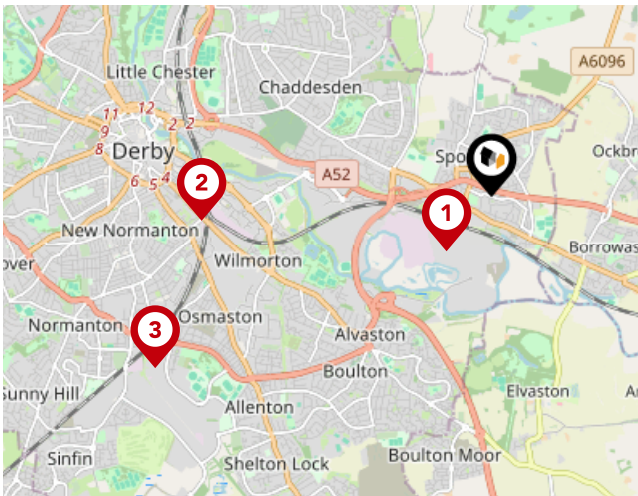 Little Chester
A6096
Chaddesden
11
12
9
2
2
8
Derby
Spo
Ockbr
6
5
4
A52
2
1
New Normanton
Wilmorton
Borrowas
over
Normanton
3
Osmaston
Alvaston
Boulton
Sunny Hill
Allenton
Elvaston
A
Sinfin
Shelton Lock
Boulton Moor